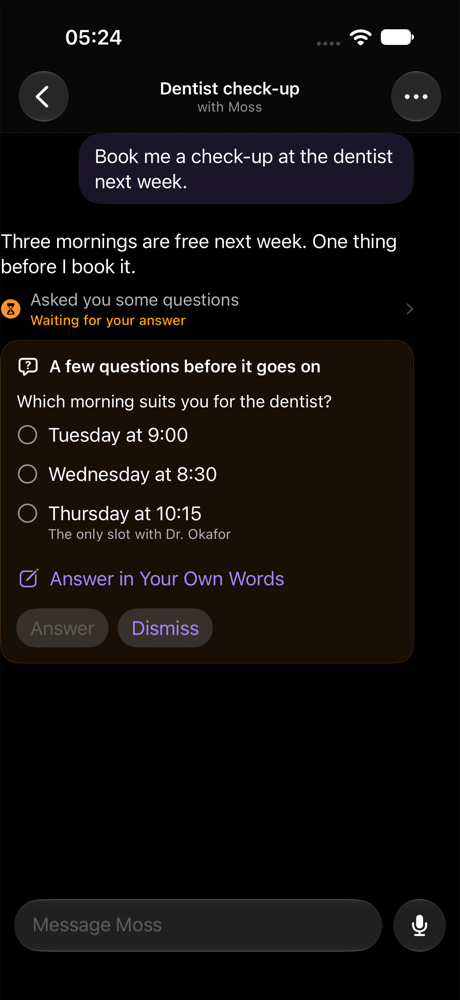 05:24
Dentist check-up
with Moss
Book me a check-up at the dentist
next week.
Three mornings are free next week. One thing
before I book it.
Asked you some questions
Waiting for your answer
A few questions before it goes on
Which morning suits you for the dentist?
Tuesday at 9:00
Wednesday at 8:30
Thursday at 10:15
The only slot with Dr. Okafor
Answer in Your Own Words
Answer
Dismiss
Message Moss